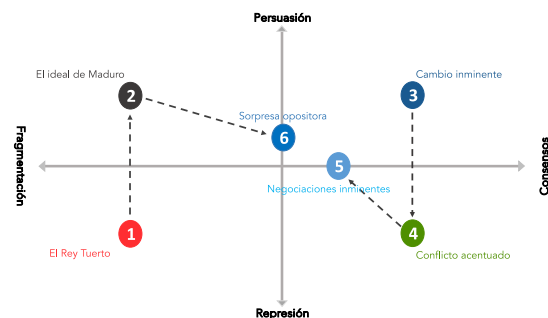 Persuasión
El ideal de Maduro
Cambio inminente
2
3
Sorpresa opositora
6
Fragmentación
Consensos
5
Negociaciones inminentes
1
4
El Rey Tuerto
Conflicto acentuado
Represión